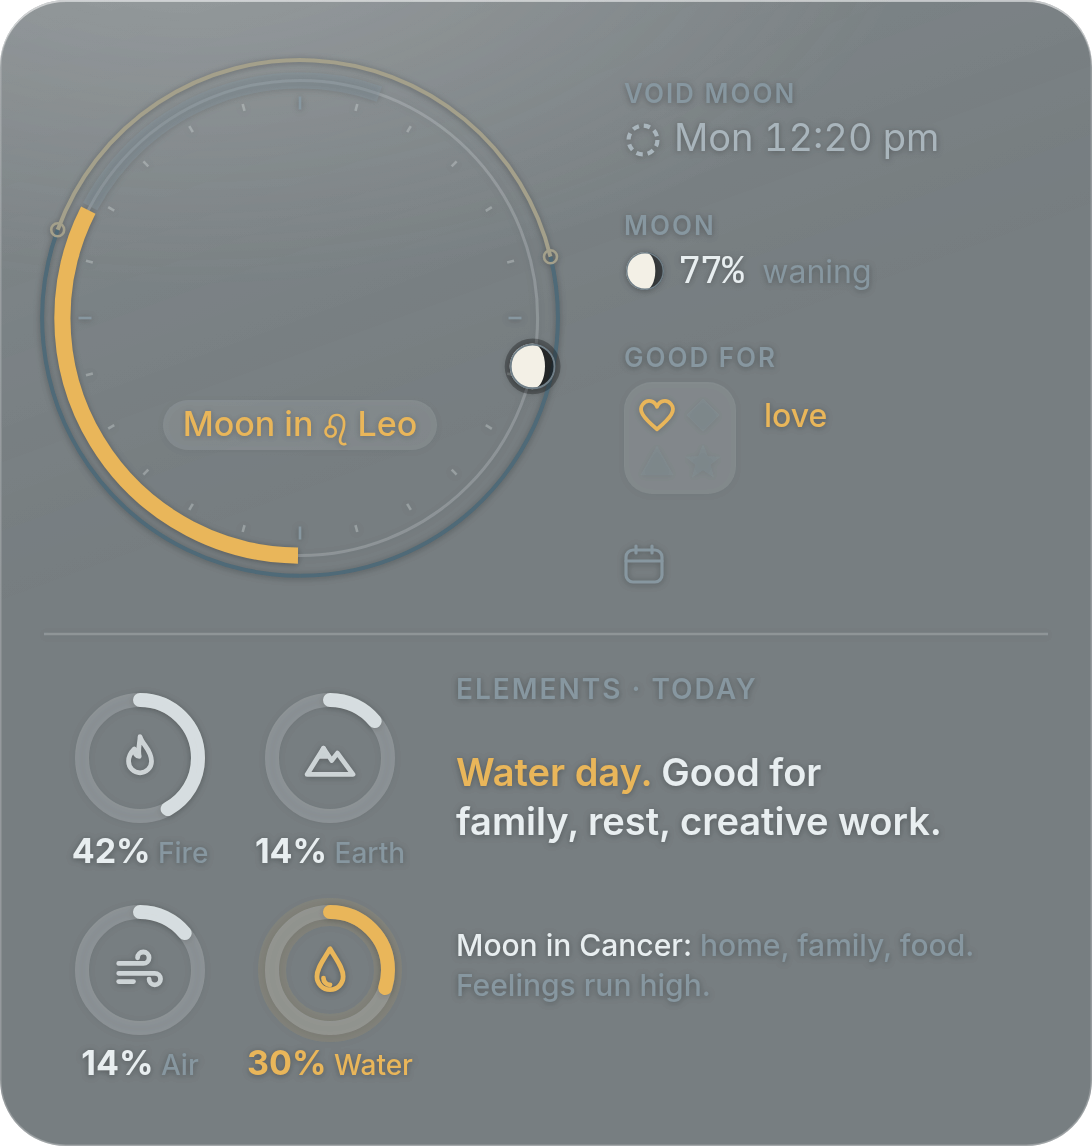 VOID MOON
Mon 12:20 pm
MOON
77% waning
GOOD FOR
love
Moon in ♌ Leo
ELEMENTS · TODAY
Water day. Good for
family, rest, creative work.
42% Fire
14% Earth
Moon in Cancer: home, family, food.
Feelings run high.
14% Air
30% Water